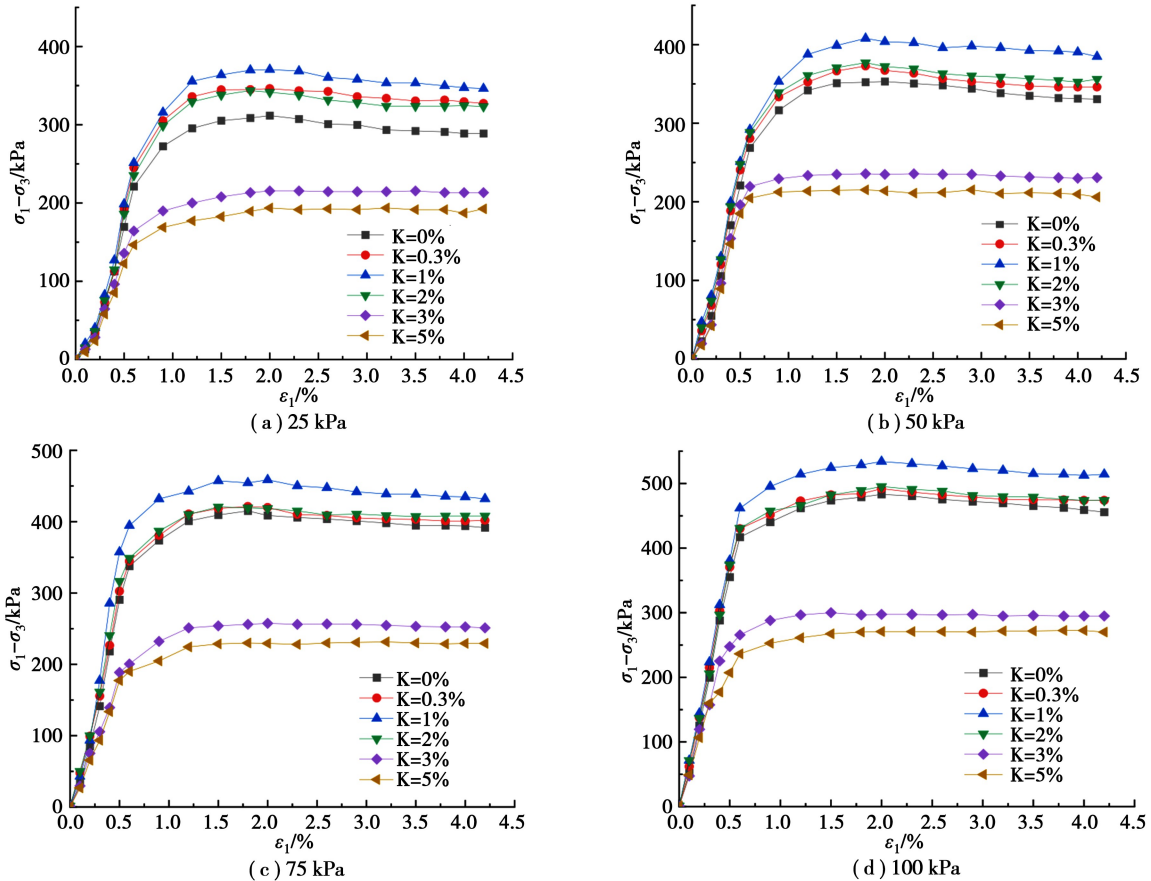 400
300
200
100
0
σ₁−σ₃/kPa
K=0%
K=0.3%
K=1%
K=2%
K=3%
K=5%
0.0 0.5 1.0 1.5 2.0 2.5 3.0 3.5 4.0 4.5
ε₁/%
( a ) 25 kPa
400
300
200
100
0
σ₁−σ₃/kPa
K=0%
K=0.3%
K=1%
K=2%
K=3%
K=5%
0.0 0.5 1.0 1.5 2.0 2.5 3.0 3.5 4.0 4.5
ε₁/%
( b ) 50 kPa
500
400
300
200
100
0
σ₁−σ₃/kPa
K=0%
K=0.3%
K=1%
K=2%
K=3%
K=5%
0.0 0.5 1.0 1.5 2.0 2.5 3.0 3.5 4.0 4.5
ε₁/%
( c ) 75 kPa
500
400
300
200
100
0
σ₁−σ₃/kPa
K=0%
K=0.3%
K=1%
K=2%
K=3%
K=5%
0.0 0.5 1.0 1.5 2.0 2.5 3.0 3.5 4.0 4.5
ε₁/%
( d ) 100 kPa